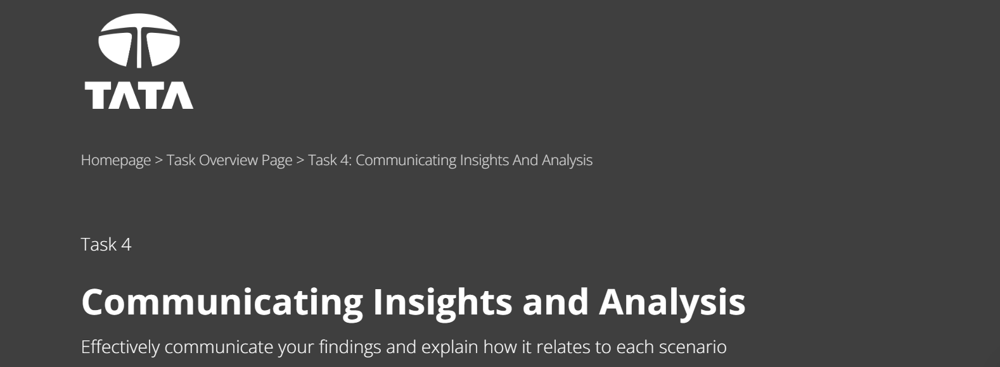 TATA
Homepage > Task Overview Page > Task 4: Communicating Insights And Analysis
Task 4
Communicating Insights and Analysis
Effectively communicate your findings and explain how it relates to each scenario